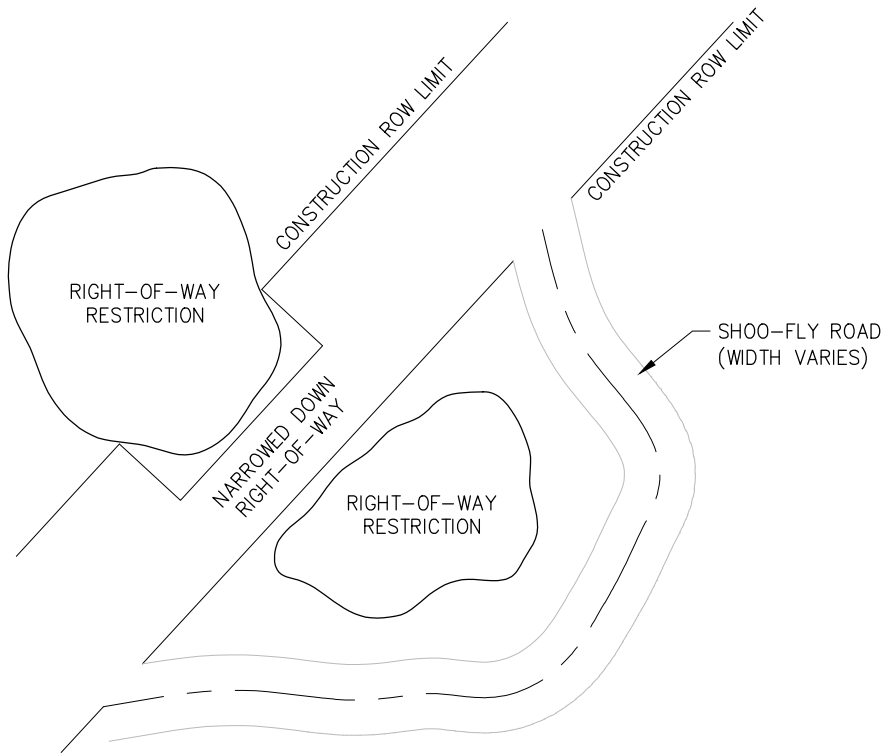 CONSTRUCTION ROW LIMIT
CONSTRUCTION ROW LIMIT
RIGHT-OF-WAY
RESTRICTION
SHOO-FLY ROAD
(WIDTH VARIES)
NARROWED DOWN
RIGHT-OF-WAY
RIGHT-OF-WAY
RESTRICTION